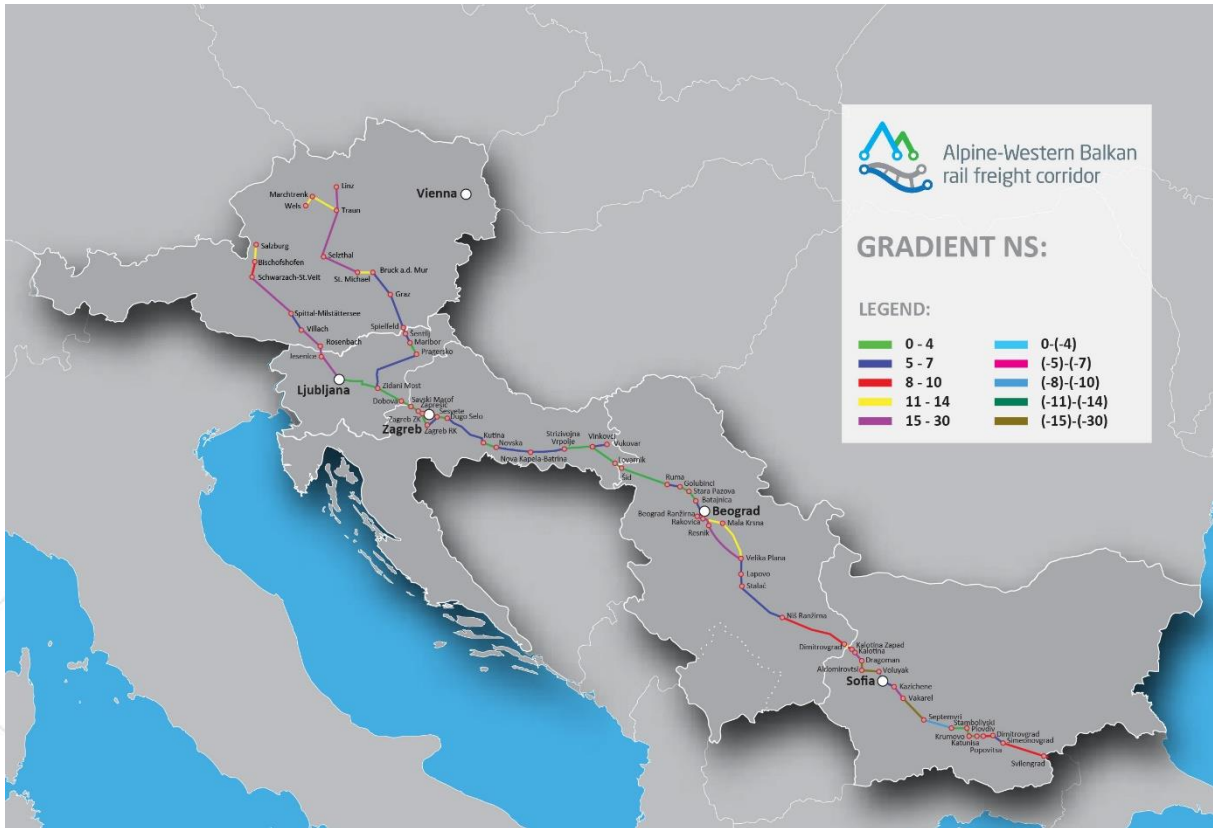 Alpine-Western Balkan
rail freight corridor
GRADIENT NS:
LEGEND:
0 - 4
0-(-4)
5 - 7
(-5)-(-7)
8 - 10
(-8)-(-10)
11 - 14
(-11)-(-14)
15 - 30
(-15)-(-30)
Linz
Marchtrenk
Vienna
Wels
Traun
Salzburg
Selzthal
Bischofshofen
Bruck a.d. Mur
Schwarzach-St.Veit
St. Michael
Graz
Spittal-Milstättersee
Spielfeld
Villach
Šentilj
Rosenbach
Maribor
Jesenice
Pragersko
Ljubljana
Zidani Most
Dobova
Savski Marof
Zaprešić
Sesvete
Zagreb ZK
Dugo Selo
Zagreb
Zagreb RK
Kutina
Novska
Strizivojna
Vrpolje
Vinkovci
Vukovar
Nova Kapela-Batrina
Tovarnik
Šid
Ruma
Golubinci
Stara Pazova
Batajnica
Beograd
Beograd Ranžirna
Rakovica
Mala Krsna
Resnik
Velika Plana
Lapovo
Stalać
Niš Ranžirna
Dimitrovgrad
Kalotina Zapad
Kalotina
Dragoman
Aldomirovtsi
Voluyak
Sofia
Kazichene
Vakarel
Septemvri
Stamboliyski
Plovdiv
Krumovo
Dimitrovgrad
Katunitsa
Simeonovgrad
Popovitsa
Svilengrad